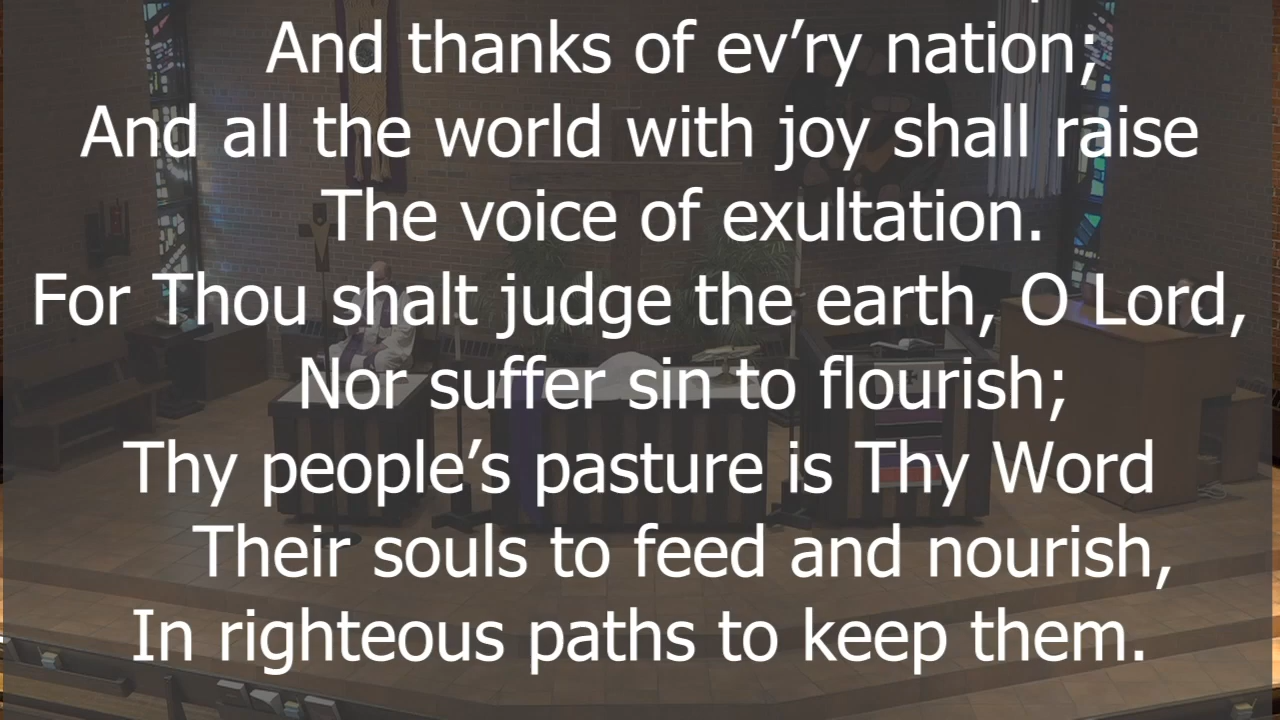 And thanks of ev’ry nation;
And all the world with joy shall raise
The voice of exultation.
For Thou shalt judge the earth, O Lord,
Nor suffer sin to flourish;
Thy people’s pasture is Thy Word
Their souls to feed and nourish,
In righteous paths to keep them.